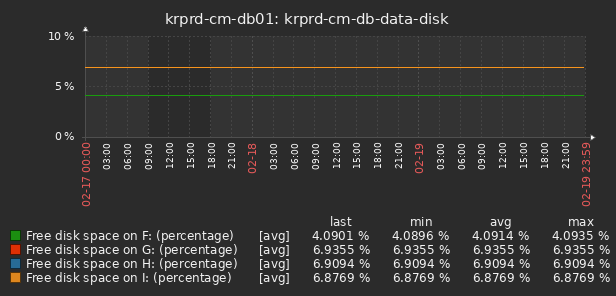 krprd-cm-db01: krprd-cm-db-data-disk
10 %
5 %
0 %
02-17 00:00 03:00 06:00 09:00 12:00 15:00 18:00 21:00 02-18 03:00 06:00 09:00 12:00 15:00 18:00 21:00 02-19 03:00 06:00 09:00 12:00 15:00 18:00 21:00 02-19 23:59
last min avg max
Free disk space on F: (percentage) [avg] 4.0901 % 4.0896 % 4.0914 % 4.0935 %
Free disk space on G: (percentage) [avg] 6.9355 % 6.9355 % 6.9355 % 6.9355 %
Free disk space on H: (percentage) [avg] 6.9094 % 6.9094 % 6.9094 % 6.9094 %
Free disk space on I: (percentage) [avg] 6.8769 % 6.8769 % 6.8769 % 6.8769 %